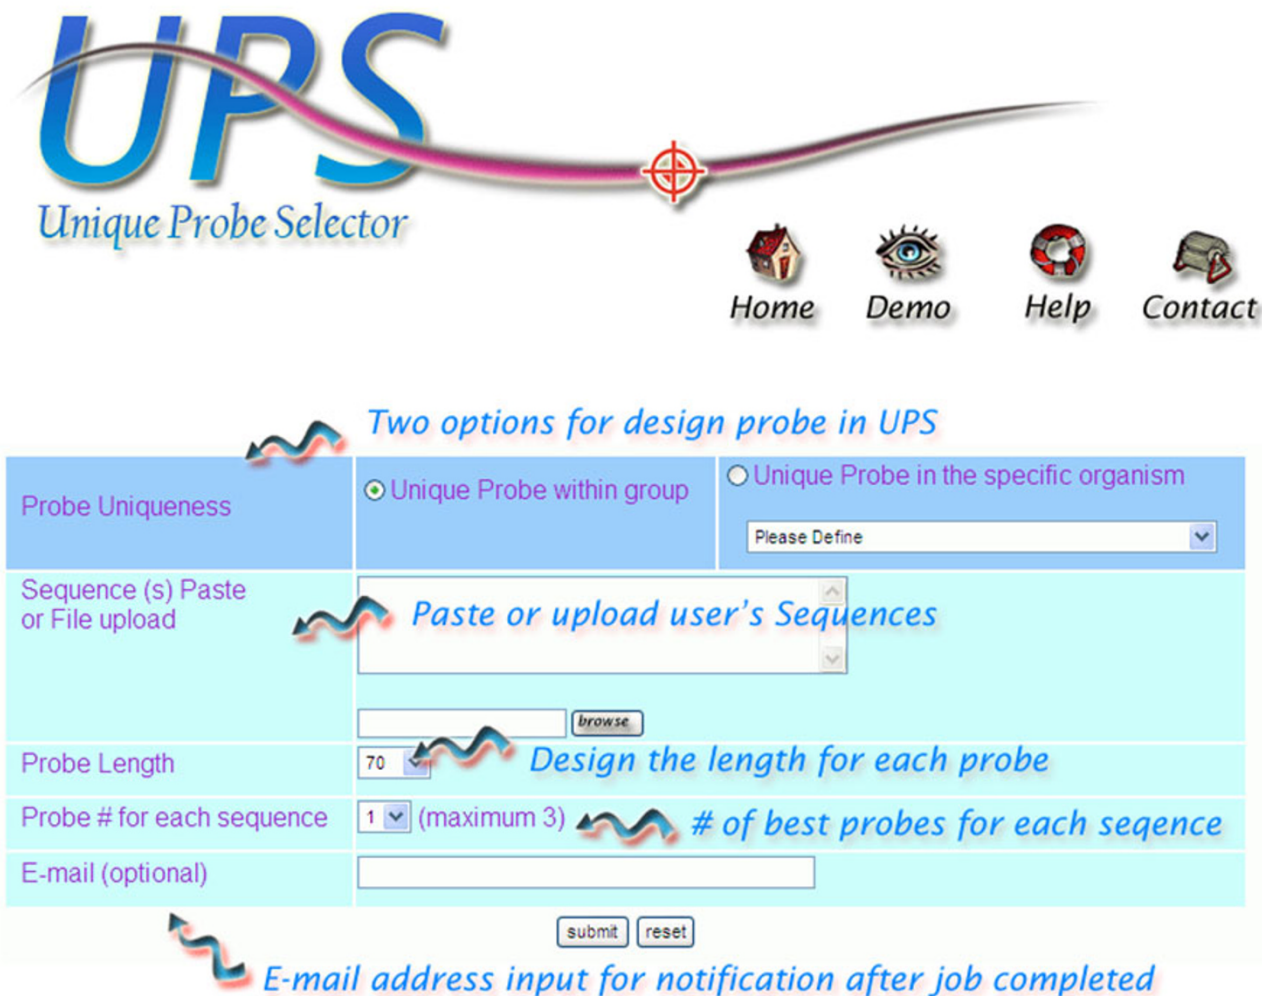 UPS
Unique Probe Selector
Home Demo Help Contact
Two options for design probe in UPS
Probe Uniqueness
Unique Probe within group
Unique Probe in the specific organism
Please Define
Sequence (s) Paste
or File upload
Paste or upload user's Sequences
browse
Probe Length
70
Design the length for each probe
Probe # for each sequence
1 (maximum 3)
# of best probes for each seqence
E-mail (optional)
submit reset
E-mail address input for notification after job completed